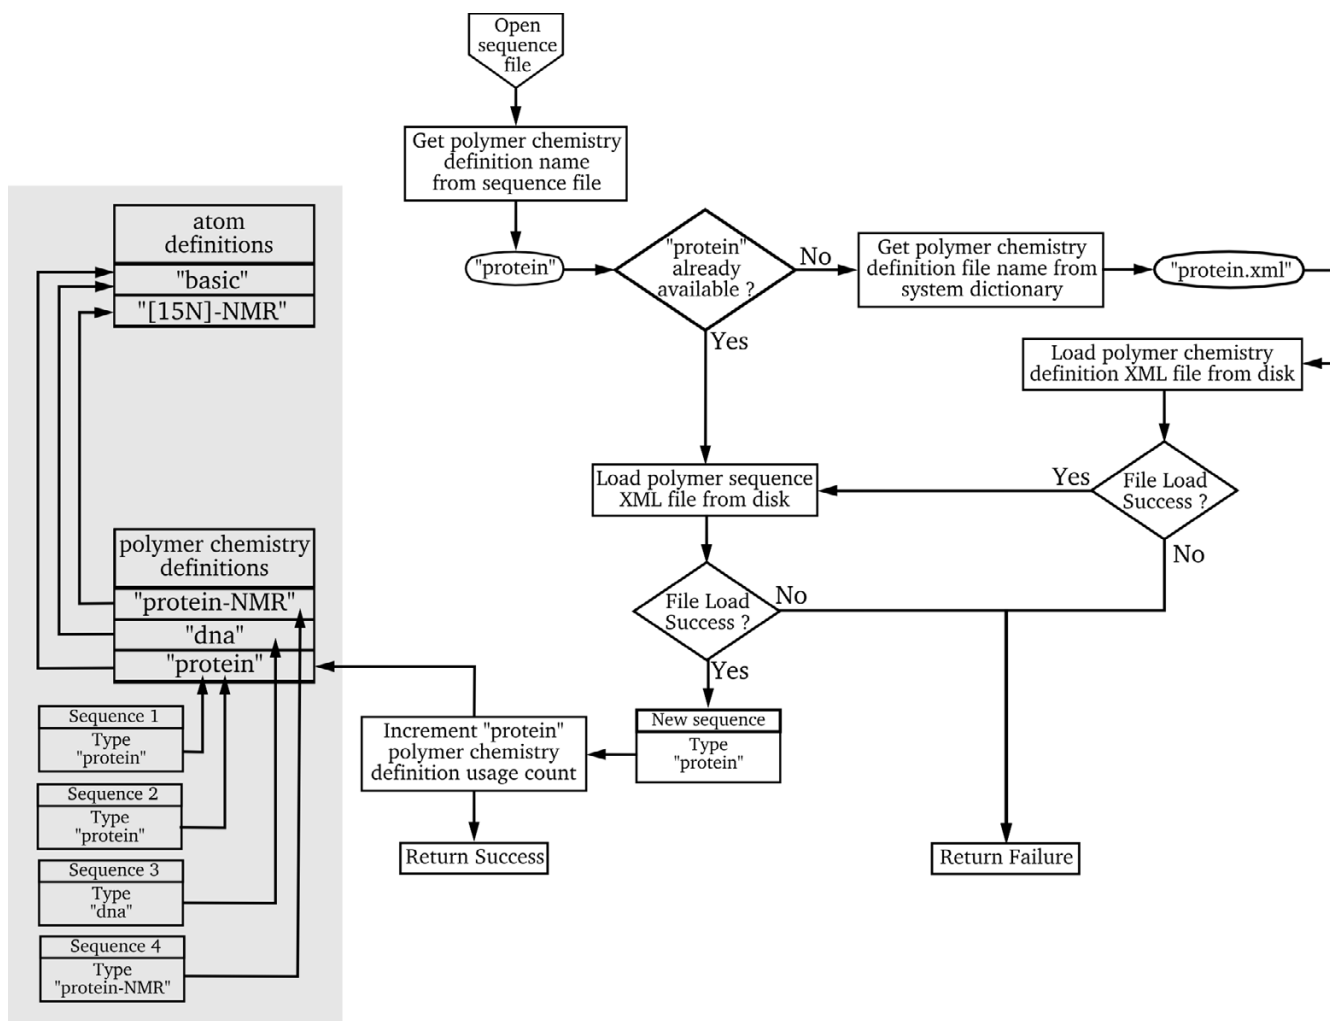 Open
sequence
file
Get polymer chemistry
definition name
from sequence file
"protein"
"protein"
already
available ?
No
Get polymer chemistry
definition file name from
system dictionary
"protein.xml"
Yes
Load polymer chemistry
definition XML file from disk
File Load
Success ?
Yes
No
Load polymer sequence
XML file from disk
File Load
Success ?
No
Yes
New sequence
Type
"protein"
Increment "protein"
polymer chemistry
definition usage count
Return Success
Return Failure
atom
definitions
"basic"
"[15N]-NMR"
polymer chemistry
definitions
"protein-NMR"
"dna"
"protein"
Sequence 1
Type
"protein"
Sequence 2
Type
"protein"
Sequence 3
Type
"dna"
Sequence 4
Type
"protein-NMR"